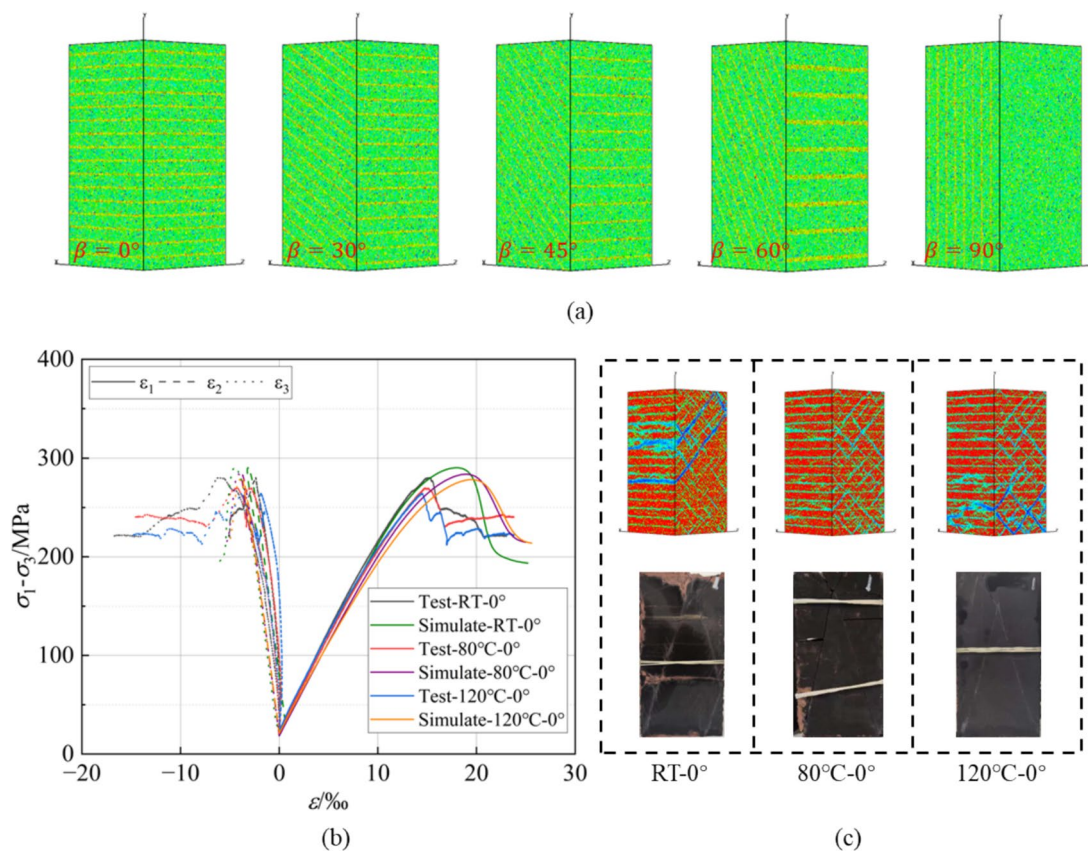 β = 0°
β = 30°
β = 45°
β = 60°
β = 90°
(a)
400
300
200
100
0
σ₁-σ₃/MPa
ε₁ ε₂ ε₃
Test-RT-0°
Simulate-RT-0°
Test-80°C-0°
Simulate-80°C-0°
Test-120°C-0°
Simulate-120°C-0°
−20 −10 0 10 20 30
ε/‰
(b)
RT-0° 80°C-0° 120°C-0°
(c)